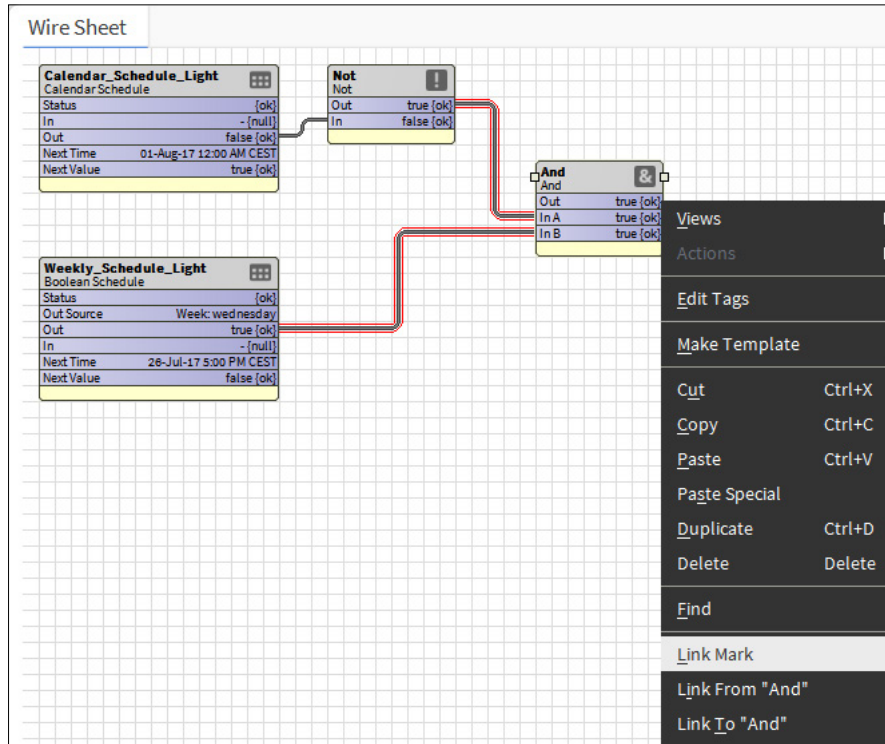 Wire Sheet
Calendar_Schedule_Light
Calendar Schedule
Status {ok}
In - {null}
Out false {ok}
Next Time 01-Aug-17 12:00 AM CEST
Next Value true {ok}
Not
Not
Out true {ok}
In false {ok}
And
And
Out true {ok}
In A true {ok}
In B true {ok}
Weekly_Schedule_Light
Boolean Schedule
Status {ok}
Out Source Week: wednesday
Out true {ok}
In - {null}
Next Time 26-Jul-17 5:00 PM CEST
Next Value false {ok}
Views
Actions
Edit Tags
Make Template
Cut Ctrl+X
Copy Ctrl+C
Paste Ctrl+V
Paste Special
Duplicate Ctrl+D
Delete Delete
Find
Link Mark
Link From "And"
Link To "And"